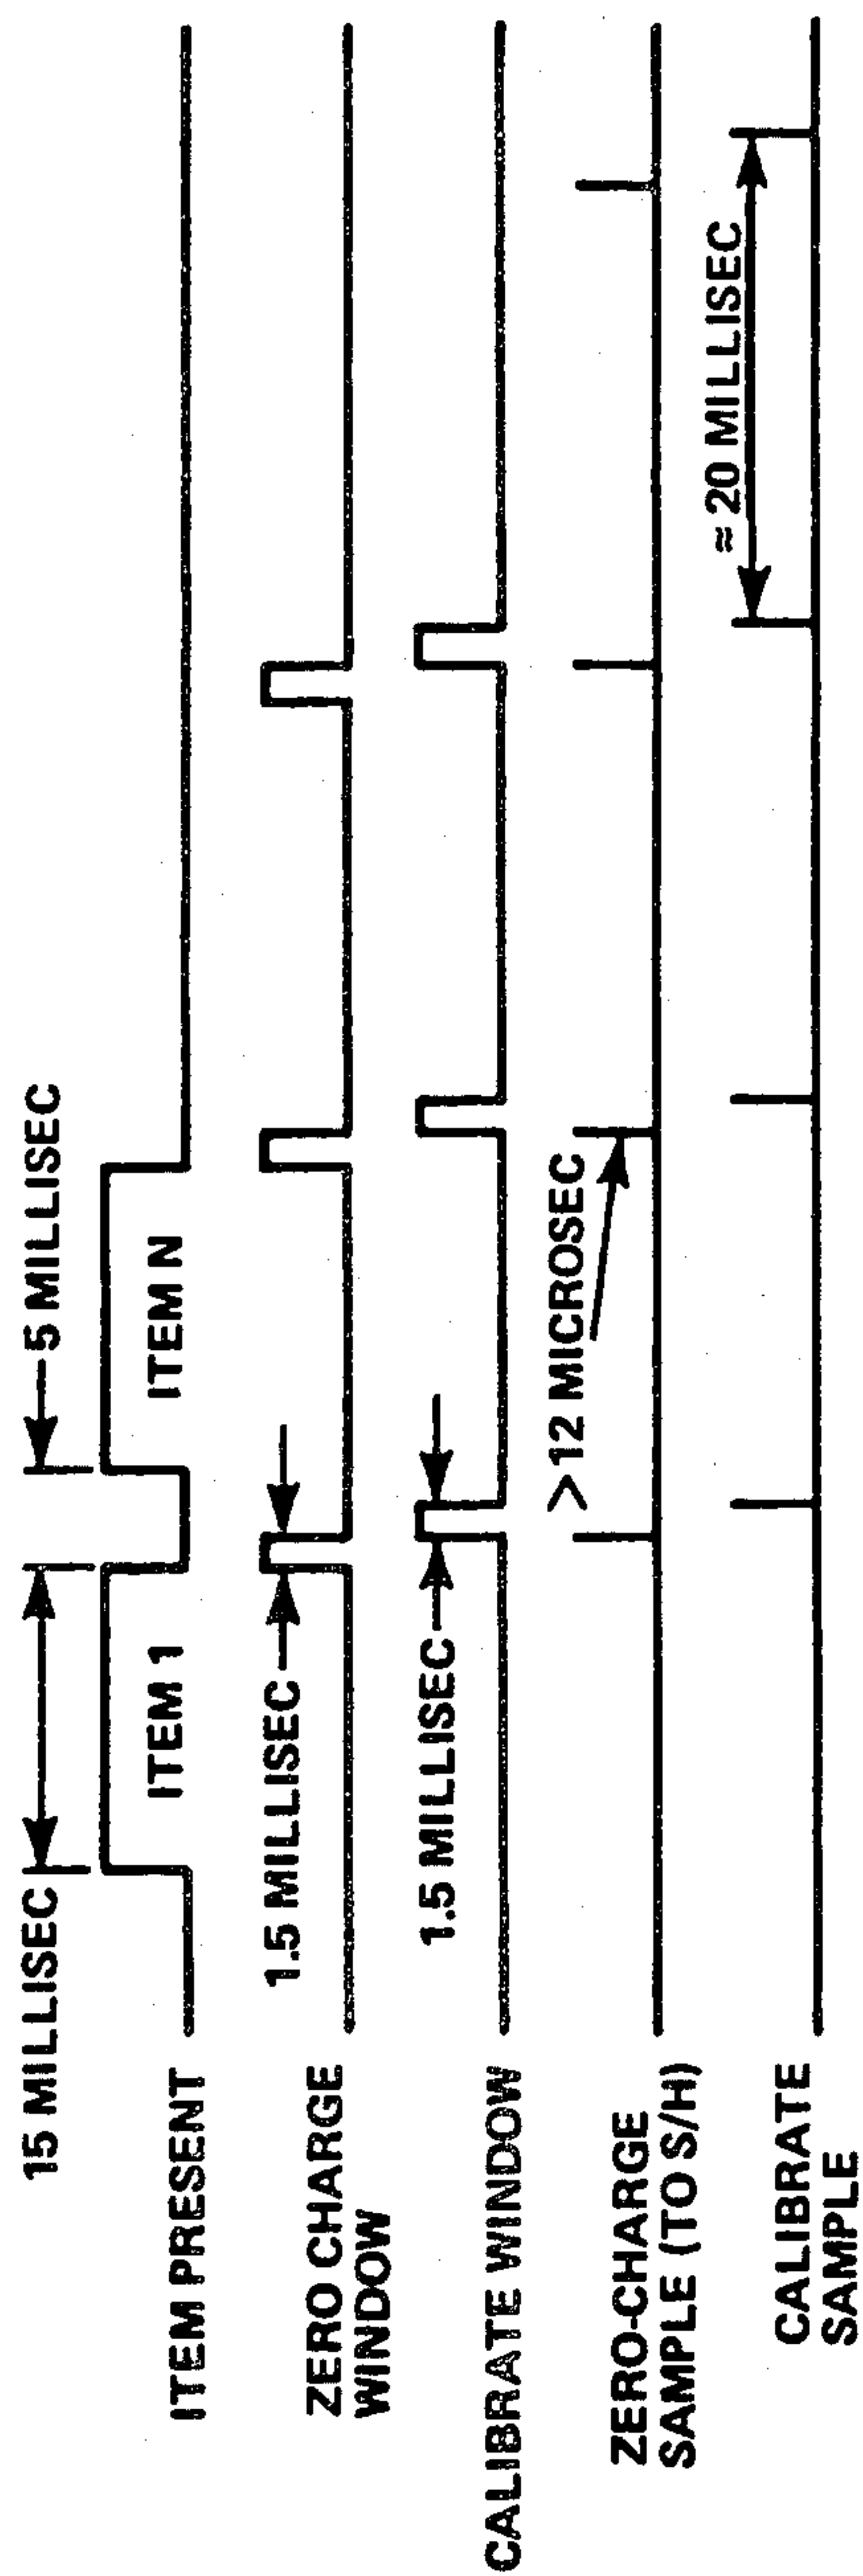 15 MILLISEC
5 MILLISEC
ITEM PRESENT
ITEM 1
ITEM N
ZERO CHARGE
WINDOW
1.5 MILLISEC
CALIBRATE WINDOW
1.5 MILLISEC
ZERO-CHARGE
SAMPLE (TO S/H)
>12 MICROSEC
CALIBRATE
SAMPLE
≈ 20 MILLISEC